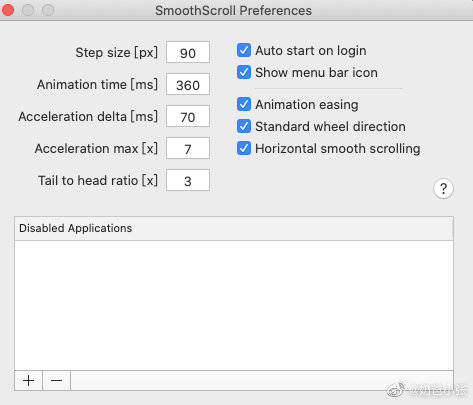 SmoothScroll Preferences
Step size [px] 90
Animation time [ms] 360
Acceleration delta [ms] 70
Acceleration max [x] 7
Tail to head ratio [x] 3
Auto start on login
Show menu bar icon
Animation easing
Standard wheel direction
Horizontal smooth scrolling
?
Disabled Applications
+ −